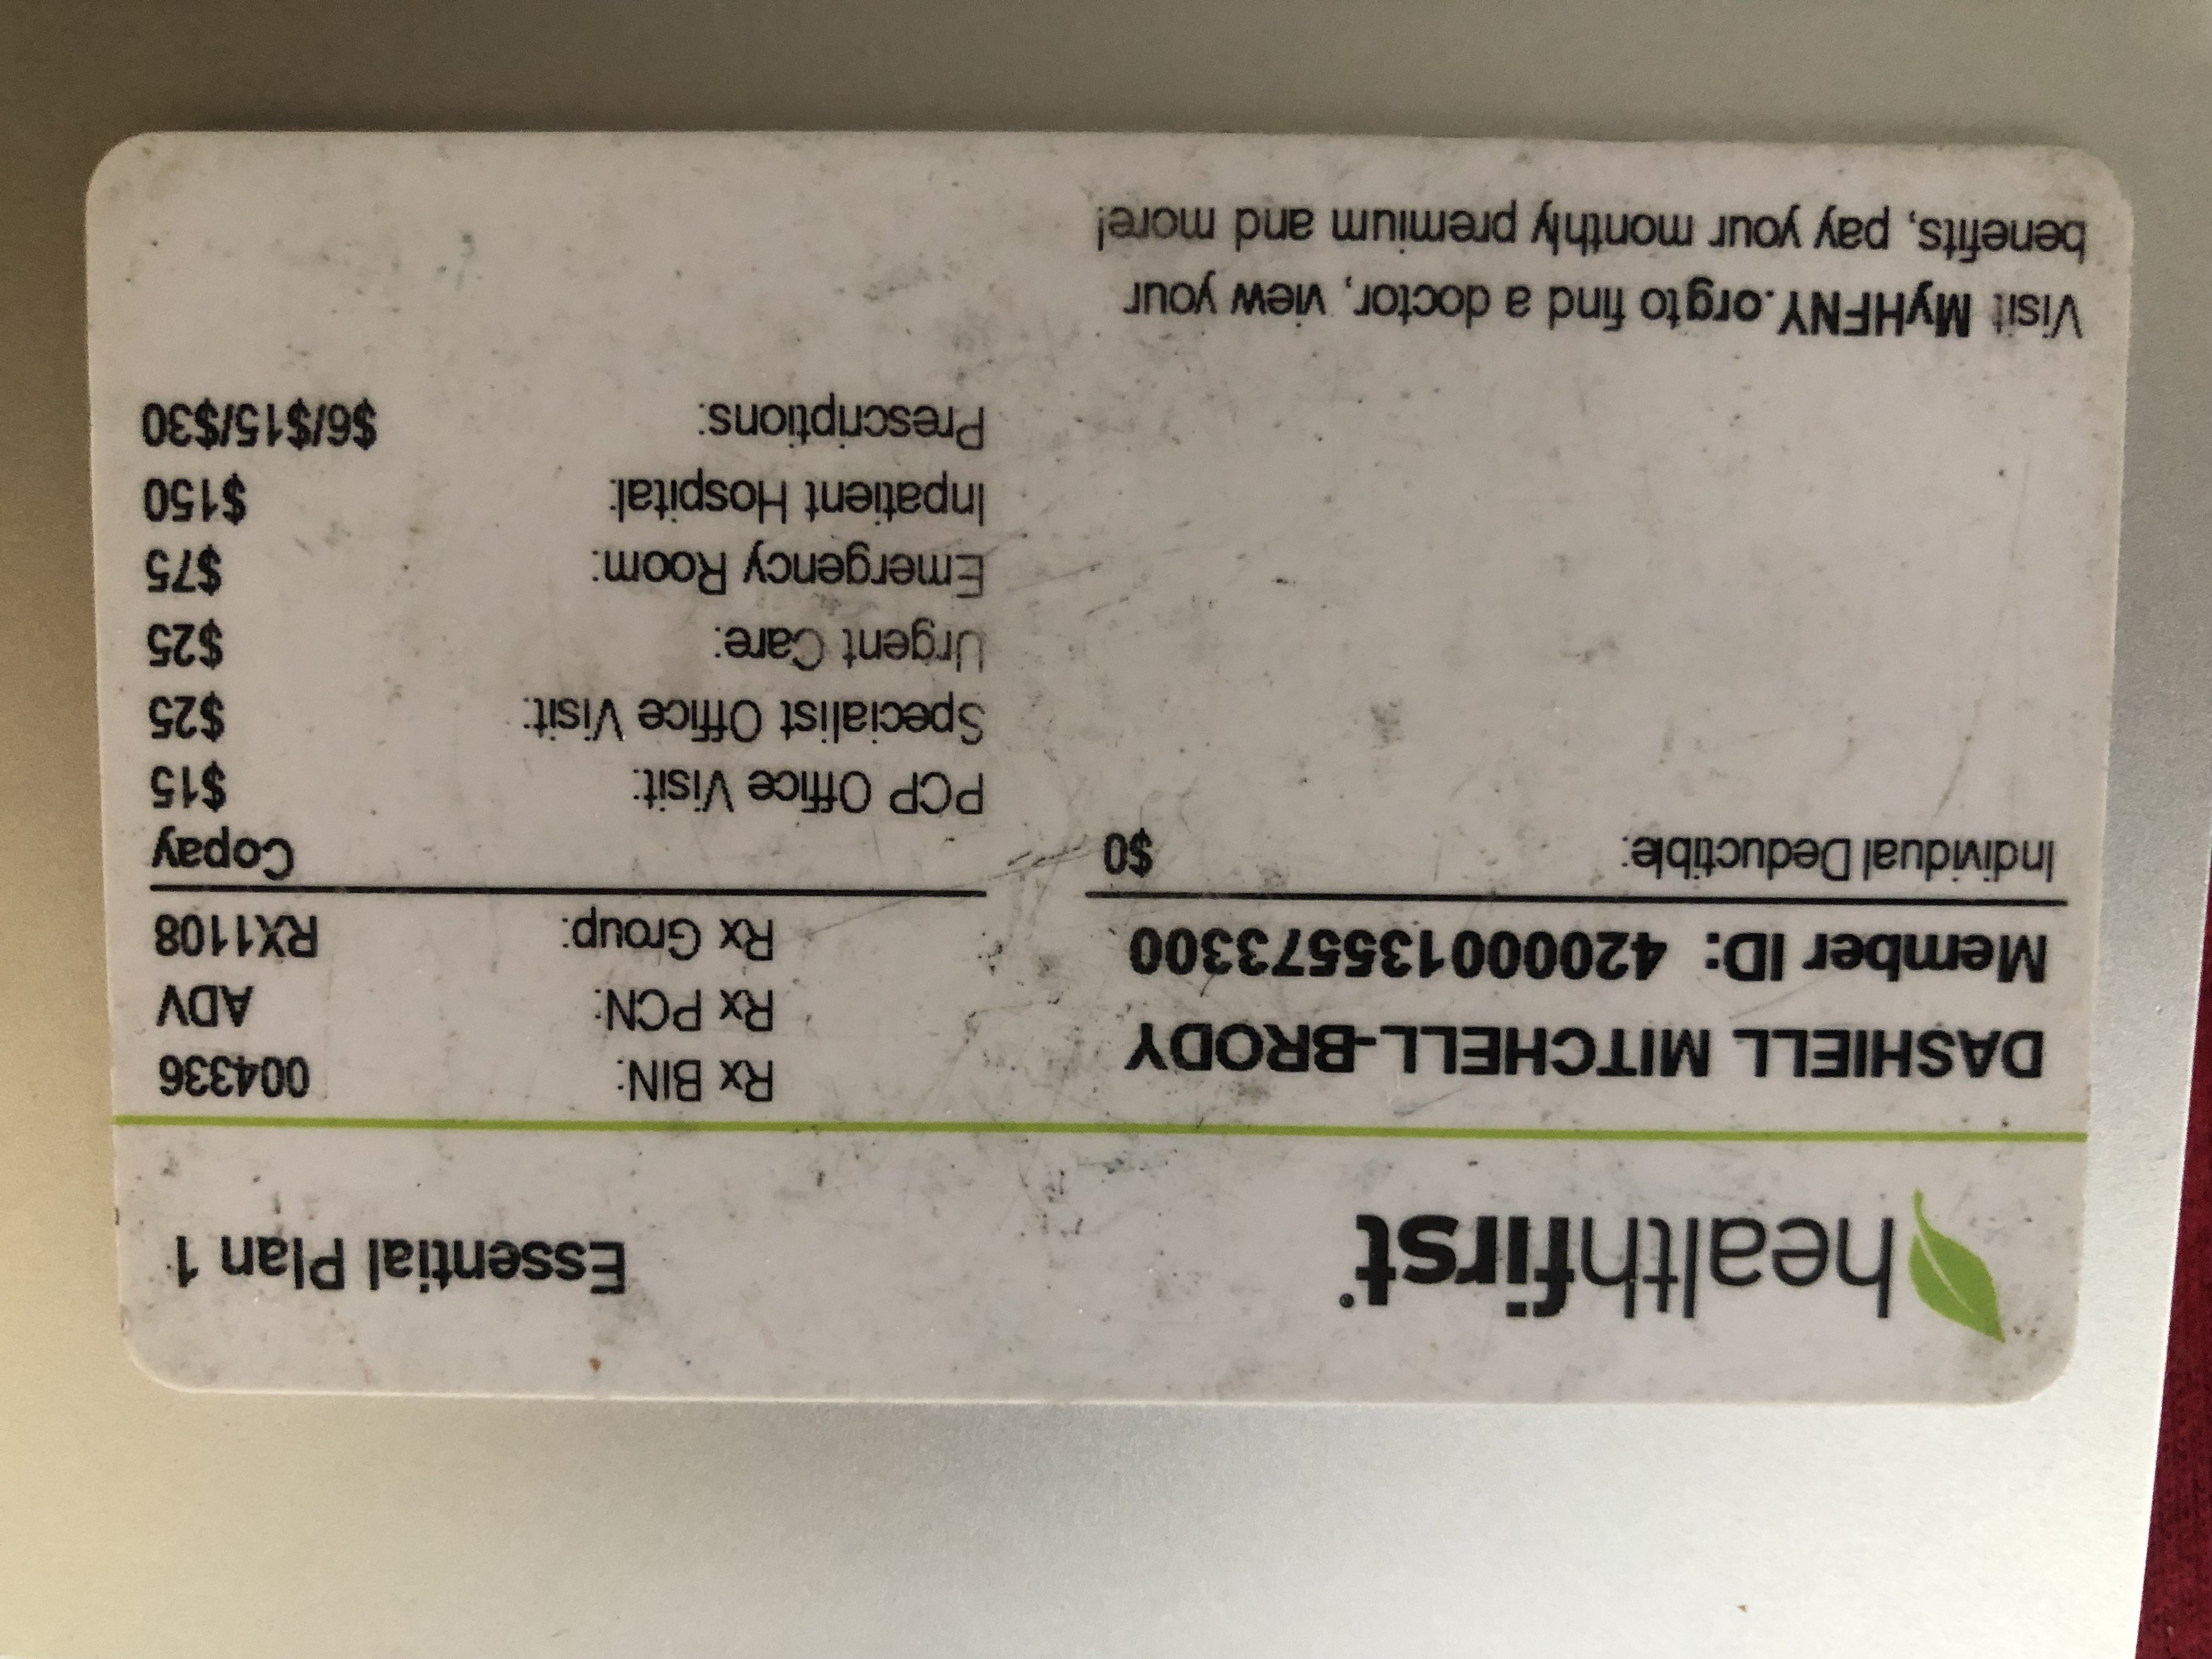 healthfirst
Essential Plan 1
DASHIELL MITCHELL-BRODY
Member ID: 420000135573300
Individual Deductible: $0
Rx BIN: 004336
Rx PCN: ADV
Rx Group: RX1108
Copay
PCP Office Visit: $15
Specialist Office Visit: $25
Urgent Care: $25
Emergency Room: $75
Inpatient Hospital: $150
Prescriptions: $6/$15/$30
Visit MyHFNY.org to find a doctor, view your
benefits, pay your monthly premium and more!